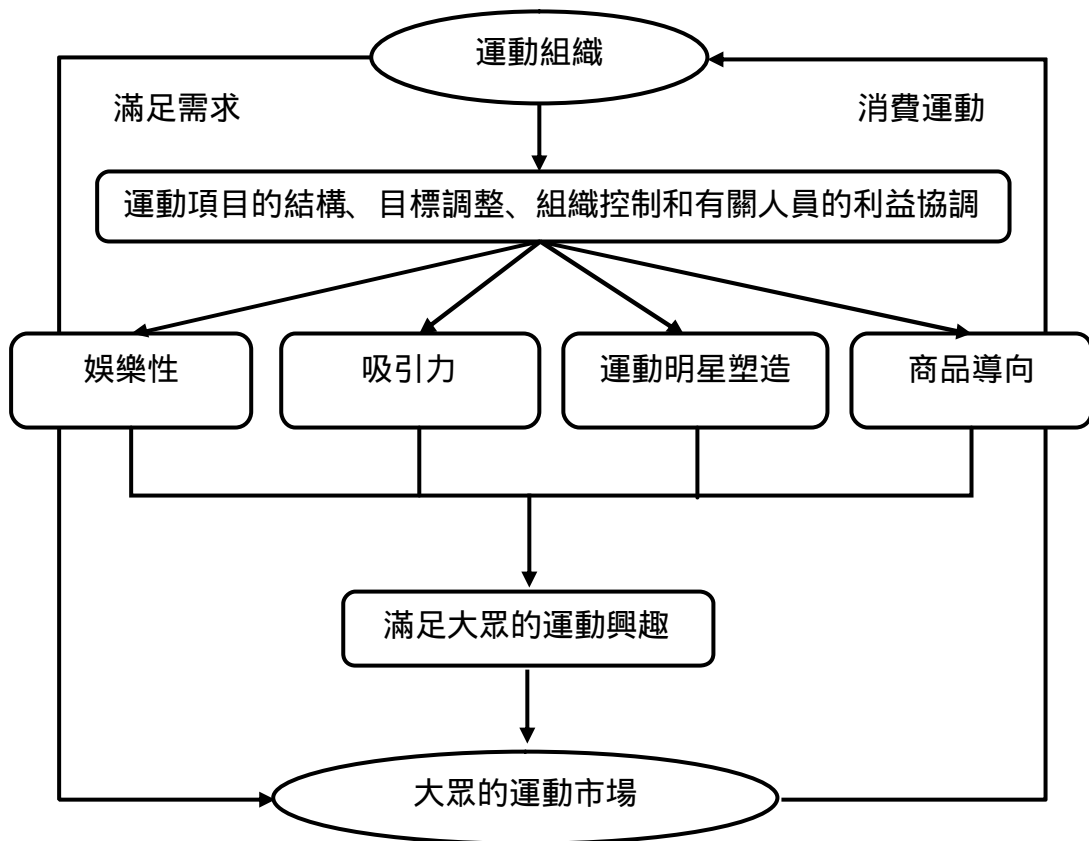 運動組織
滿足需求
消費運動
運動項目的結構、目標調整、組織控制和有關人員的利益協調
娛樂性
吸引力
運動明星塑造
商品導向
滿足大眾的運動興趣
大眾的運動市場